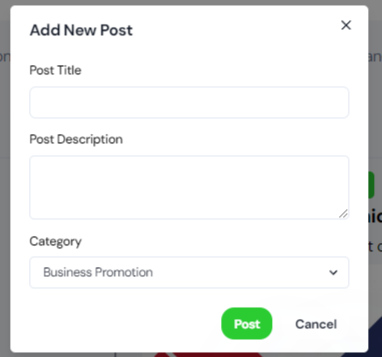 Add New Post
Post Title
Post Description
Category
Business Promotion
Post
Cancel